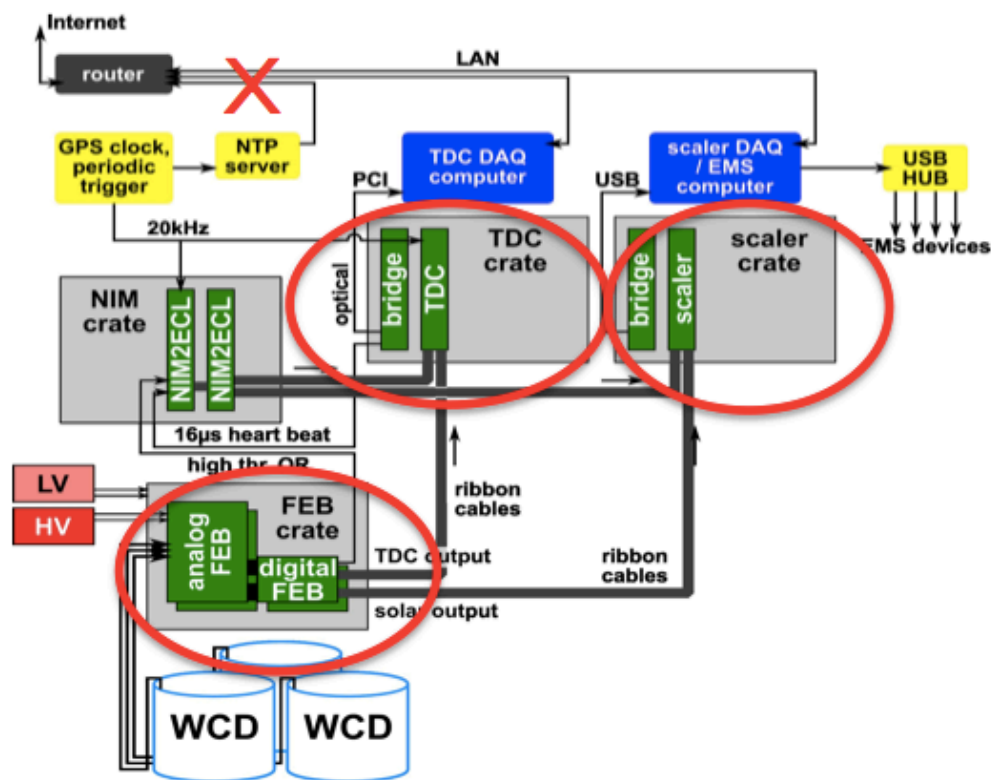 Internet
router
LAN
X
GPS clock,
periodic
trigger
NTP
server
TDC DAQ
computer
scaler DAQ
/ EMS
computer
USB
HUB
PCI
USB
20kHz
EMS devices
NIM
crate
NIM2ECL
NIM2ECL
optical
bridge
TDC
TDC
crate
bridge
scaler
scaler
crate
16µs heart beat
high thr. OR
LV
HV
FEB
crate
analog
FEB
digital
FEB
TDC output
solar output
ribbon
cables
ribbon
cables
WCD
WCD